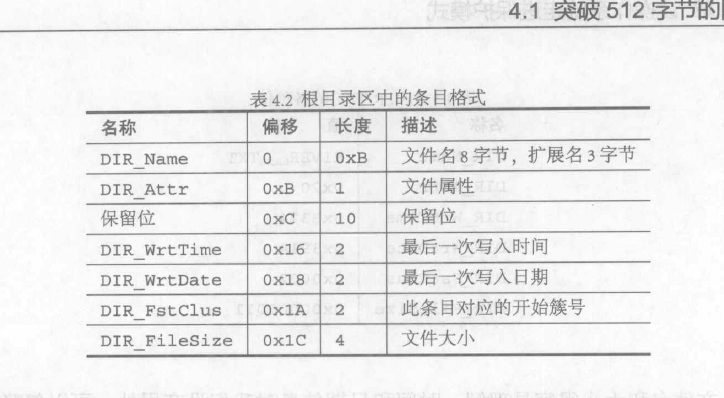 4.1 突破 512 字节的
表 4.2 根目录区中的条目格式
名称 偏移 长度 描述
DIR_Name 0 0xB 文件名 8 字节，扩展名 3 字节
DIR_Attr 0xB 1 文件属性
保留位 0xC 10 保留位
DIR_WrtTime 0x16 2 最后一次写入时间
DIR_WrtDate 0x18 2 最后一次写入日期
DIR_FstClus 0x1A 2 此条目对应的开始簇号
DIR_FileSize 0x1C 4 文件大小